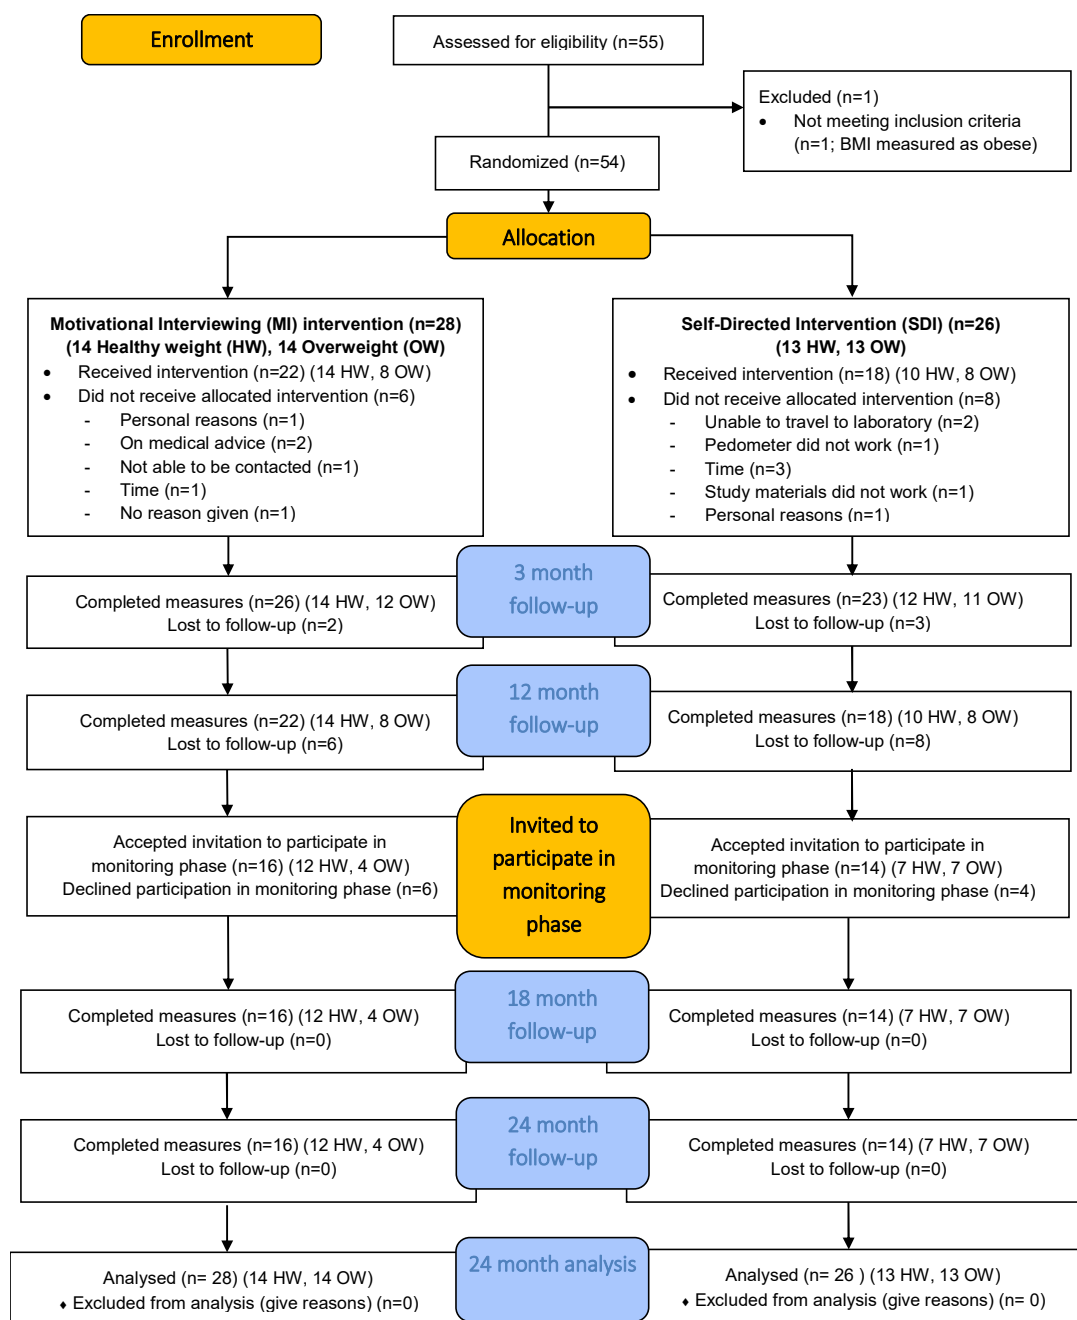 Enrollment
Assessed for eligibility (n=55)
Excluded (n=1)
• Not meeting inclusion criteria
(n=1; BMI measured as obese)
Randomized (n=54)
Allocation
Motivational Interviewing (MI) intervention (n=28)
(14 Healthy weight (HW), 14 Overweight (OW)
• Received intervention (n=22) (14 HW, 8 OW)
• Did not receive allocated intervention (n=6)
- Personal reasons (n=1)
- On medical advice (n=2)
- Not able to be contacted (n=1)
- Time (n=1)
- No reason given (n=1)
Self-Directed Intervention (SDI) (n=26)
(13 HW, 13 OW)
• Received intervention (n=18) (10 HW, 8 OW)
• Did not receive allocated intervention (n=8)
- Unable to travel to laboratory (n=2)
- Pedometer did not work (n=1)
- Time (n=3)
- Study materials did not work (n=1)
- Personal reasons (n=1)
3 month
follow-up
Completed measures (n=26) (14 HW, 12 OW)
Lost to follow-up (n=2)
Completed measures (n=23) (12 HW, 11 OW)
Lost to follow-up (n=3)
12 month
follow-up
Completed measures (n=22) (14 HW, 8 OW)
Lost to follow-up (n=6)
Completed measures (n=18) (10 HW, 8 OW)
Lost to follow-up (n=8)
Invited to
participate in
monitoring
phase
Accepted invitation to participate in
monitoring phase (n=16) (12 HW, 4 OW)
Declined participation in monitoring phase (n=6)
Accepted invitation to participate in
monitoring phase (n=14) (7 HW, 7 OW)
Declined participation in monitoring phase (n=4)
18 month
follow-up
Completed measures (n=16) (12 HW, 4 OW)
Lost to follow-up (n=0)
Completed measures (n=14) (7 HW, 7 OW)
Lost to follow-up (n=0)
24 month
follow-up
Completed measures (n=16) (12 HW, 4 OW)
Lost to follow-up (n=0)
Completed measures (n=14) (7 HW, 7 OW)
Lost to follow-up (n=0)
24 month analysis
Analysed (n= 28) (14 HW, 14 OW)
♦ Excluded from analysis (give reasons) (n=0)
Analysed (n= 26 ) (13 HW, 13 OW)
♦ Excluded from analysis (give reasons) (n= 0)